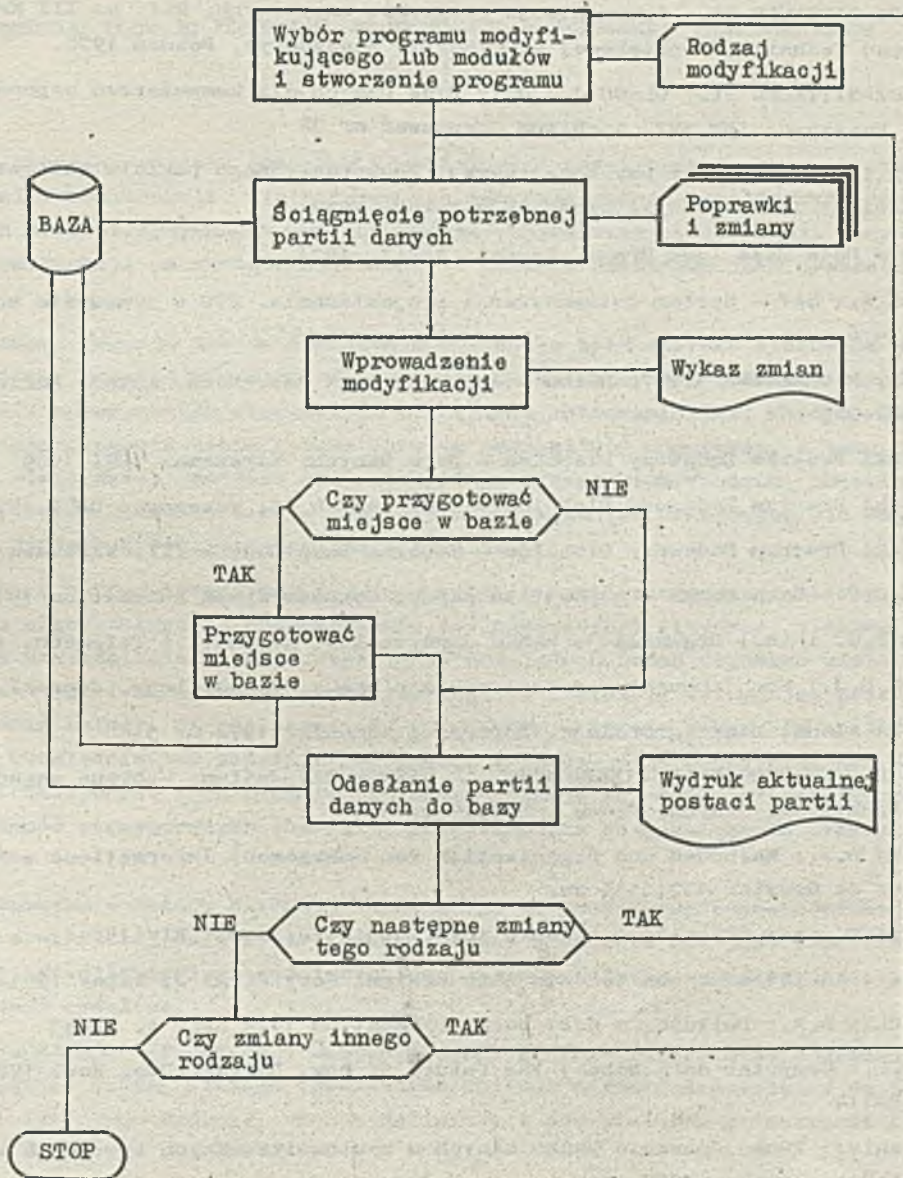 Wybór programu modyfi-
kującego lub modułów
i stworzenie programu
Rodzaj
modyfikacji
BAZA
Ściągnięcie potrzebnej
partii danych
Poprawki
i zmiany
Wprowadzenie
modyfikacji
Wykaz zmian
Czy przygotować
miejsce w bazie
NIE
TAK
Przygotować
miejsce
w bazie
Odesłanie partii
danych do bazy
Wydruk aktualnej
postaci partii
NIE
Czy następne zmiany
tego rodzaju
TAK
NIE
Czy zmiany innego
rodzaju
TAK
STOP